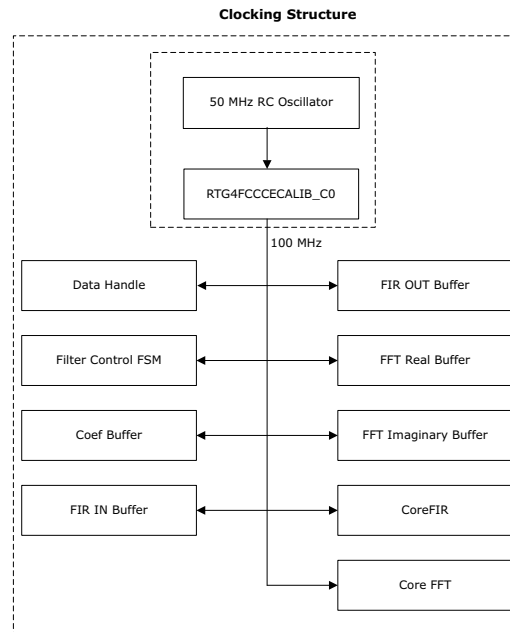 Clocking Structure
50 MHz RC Oscillator
RTG4FCCCECALIB_C0
100 MHz
Data Handle
FIR OUT Buffer
Filter Control FSM
FFT Real Buffer
Coef Buffer
FFT Imaginary Buffer
FIR IN Buffer
CoreFIR
Core FFT